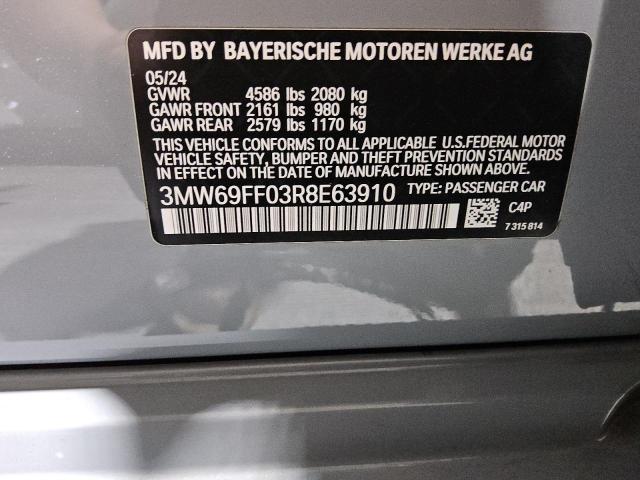 MFD BY BAYERISCHE MOTOREN WERKE AG
05/24
GVWR 4586 lbs 2080 kg
GAWR FRONT 2161 lbs 980 kg
GAWR REAR 2579 lbs 1170 kg
THIS VEHICLE CONFORMS TO ALL APPLICABLE U.S.FEDERAL MOTOR
VEHICLE SAFETY, BUMPER AND THEFT PREVENTION STANDARDS
IN EFFECT ON THE DATE OF MANUFACTURE SHOWN ABOVE.
3MW69FF03R8E63910 TYPE: PASSENGER CAR
C4P
7 315 814